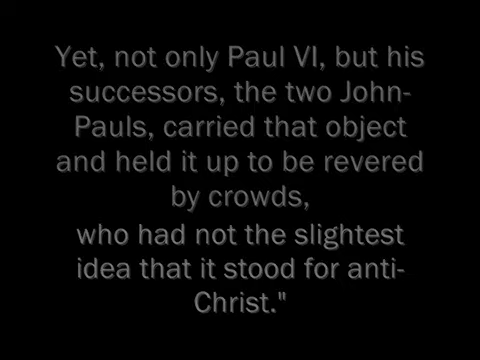 Yet, not only Paul VI, but his
successors, the two John-
Pauls, carried that object
and held it up to be revered
by crowds,
who had not the slightest
idea that it stood for anti-
Christ."